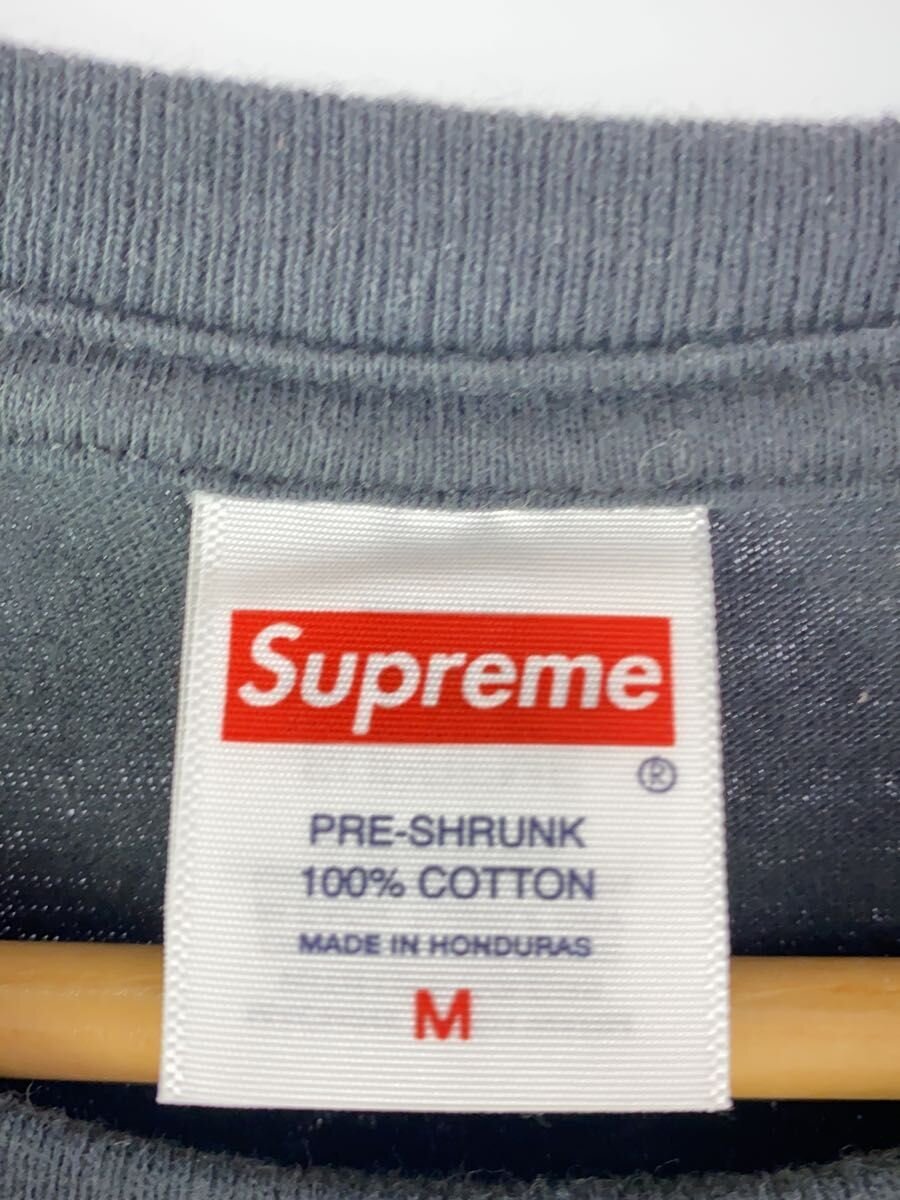 Supreme
®
PRE-SHRUNK
100% COTTON
MADE IN HONDURAS
M